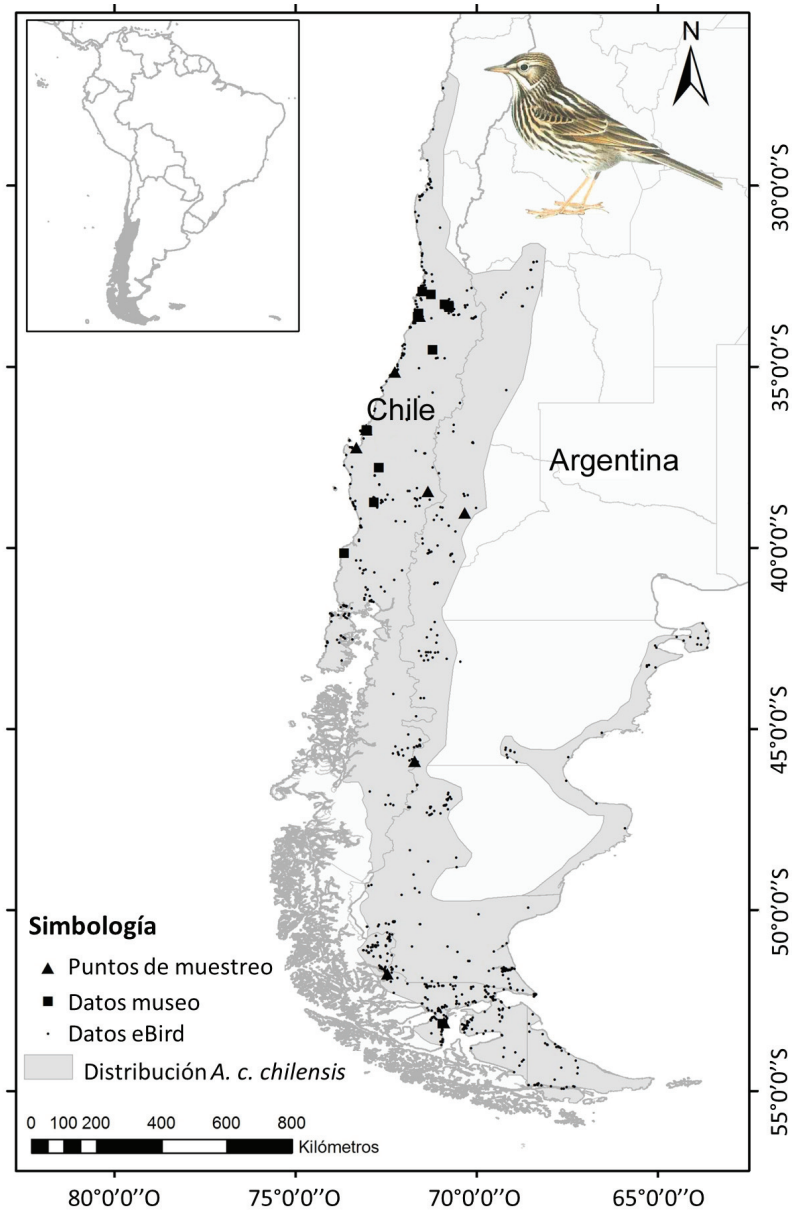 N
30°0'0''S
35°0'0''S
Chile
Argentina
40°0'0''S
45°0'0''S
50°0'0''S
55°0'0''S
Simbología
Puntos de muestreo
Datos museo
Datos eBird
Distribución A. c. chilensis
0 100 200 400 600 800
Kilómetros
80°0'0''O 75°0'0''O 70°0'0''O 65°0'0''O